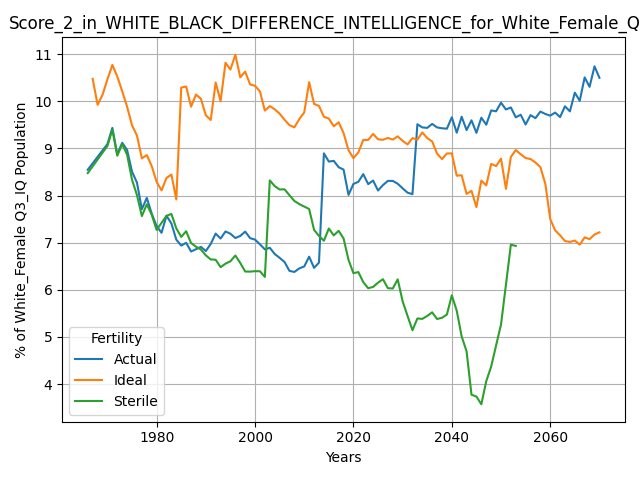 Score_2_in_WHITE_BLACK_DIFFERENCE_INTELLIGENCE_for_White_Female_Q
% of White_Female Q3_IQ Population
11
10
9
8
7
6
5
4
Fertility
Actual
Ideal
Sterile
1980
2000
2020
2040
2060
Years